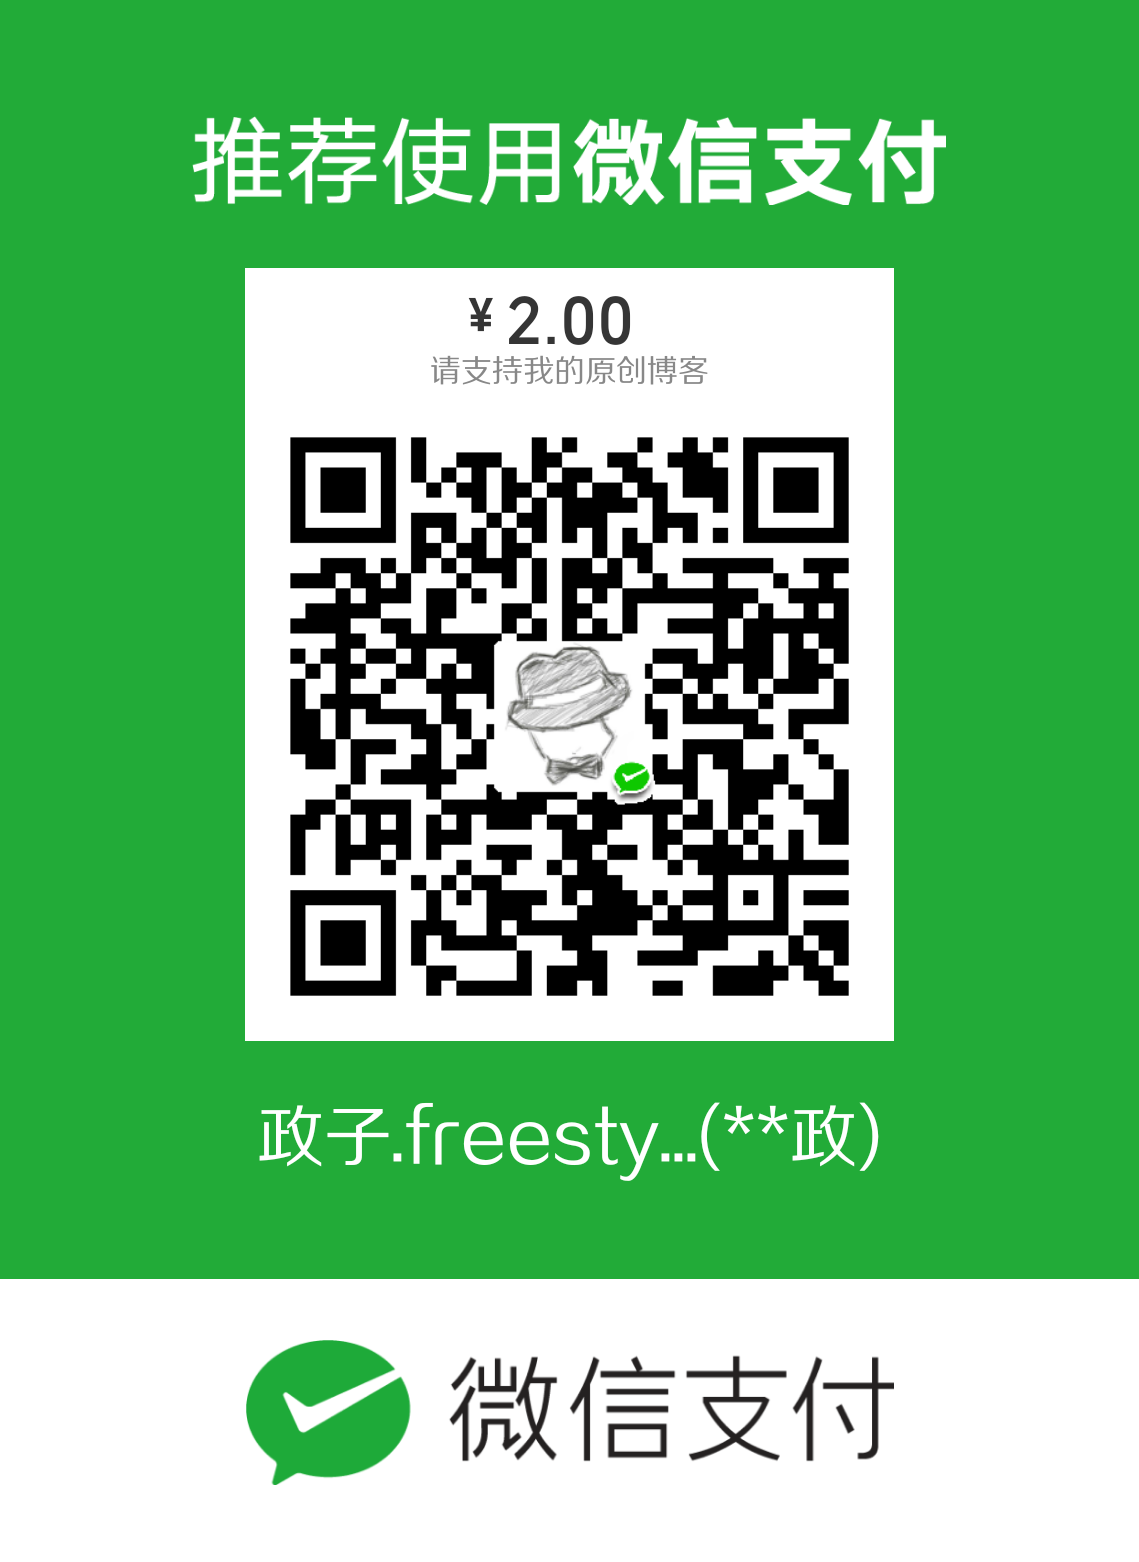 推荐使用微信支付
¥2.00
请支持我的原创博客
政子.freesty...(**政)
微信支付